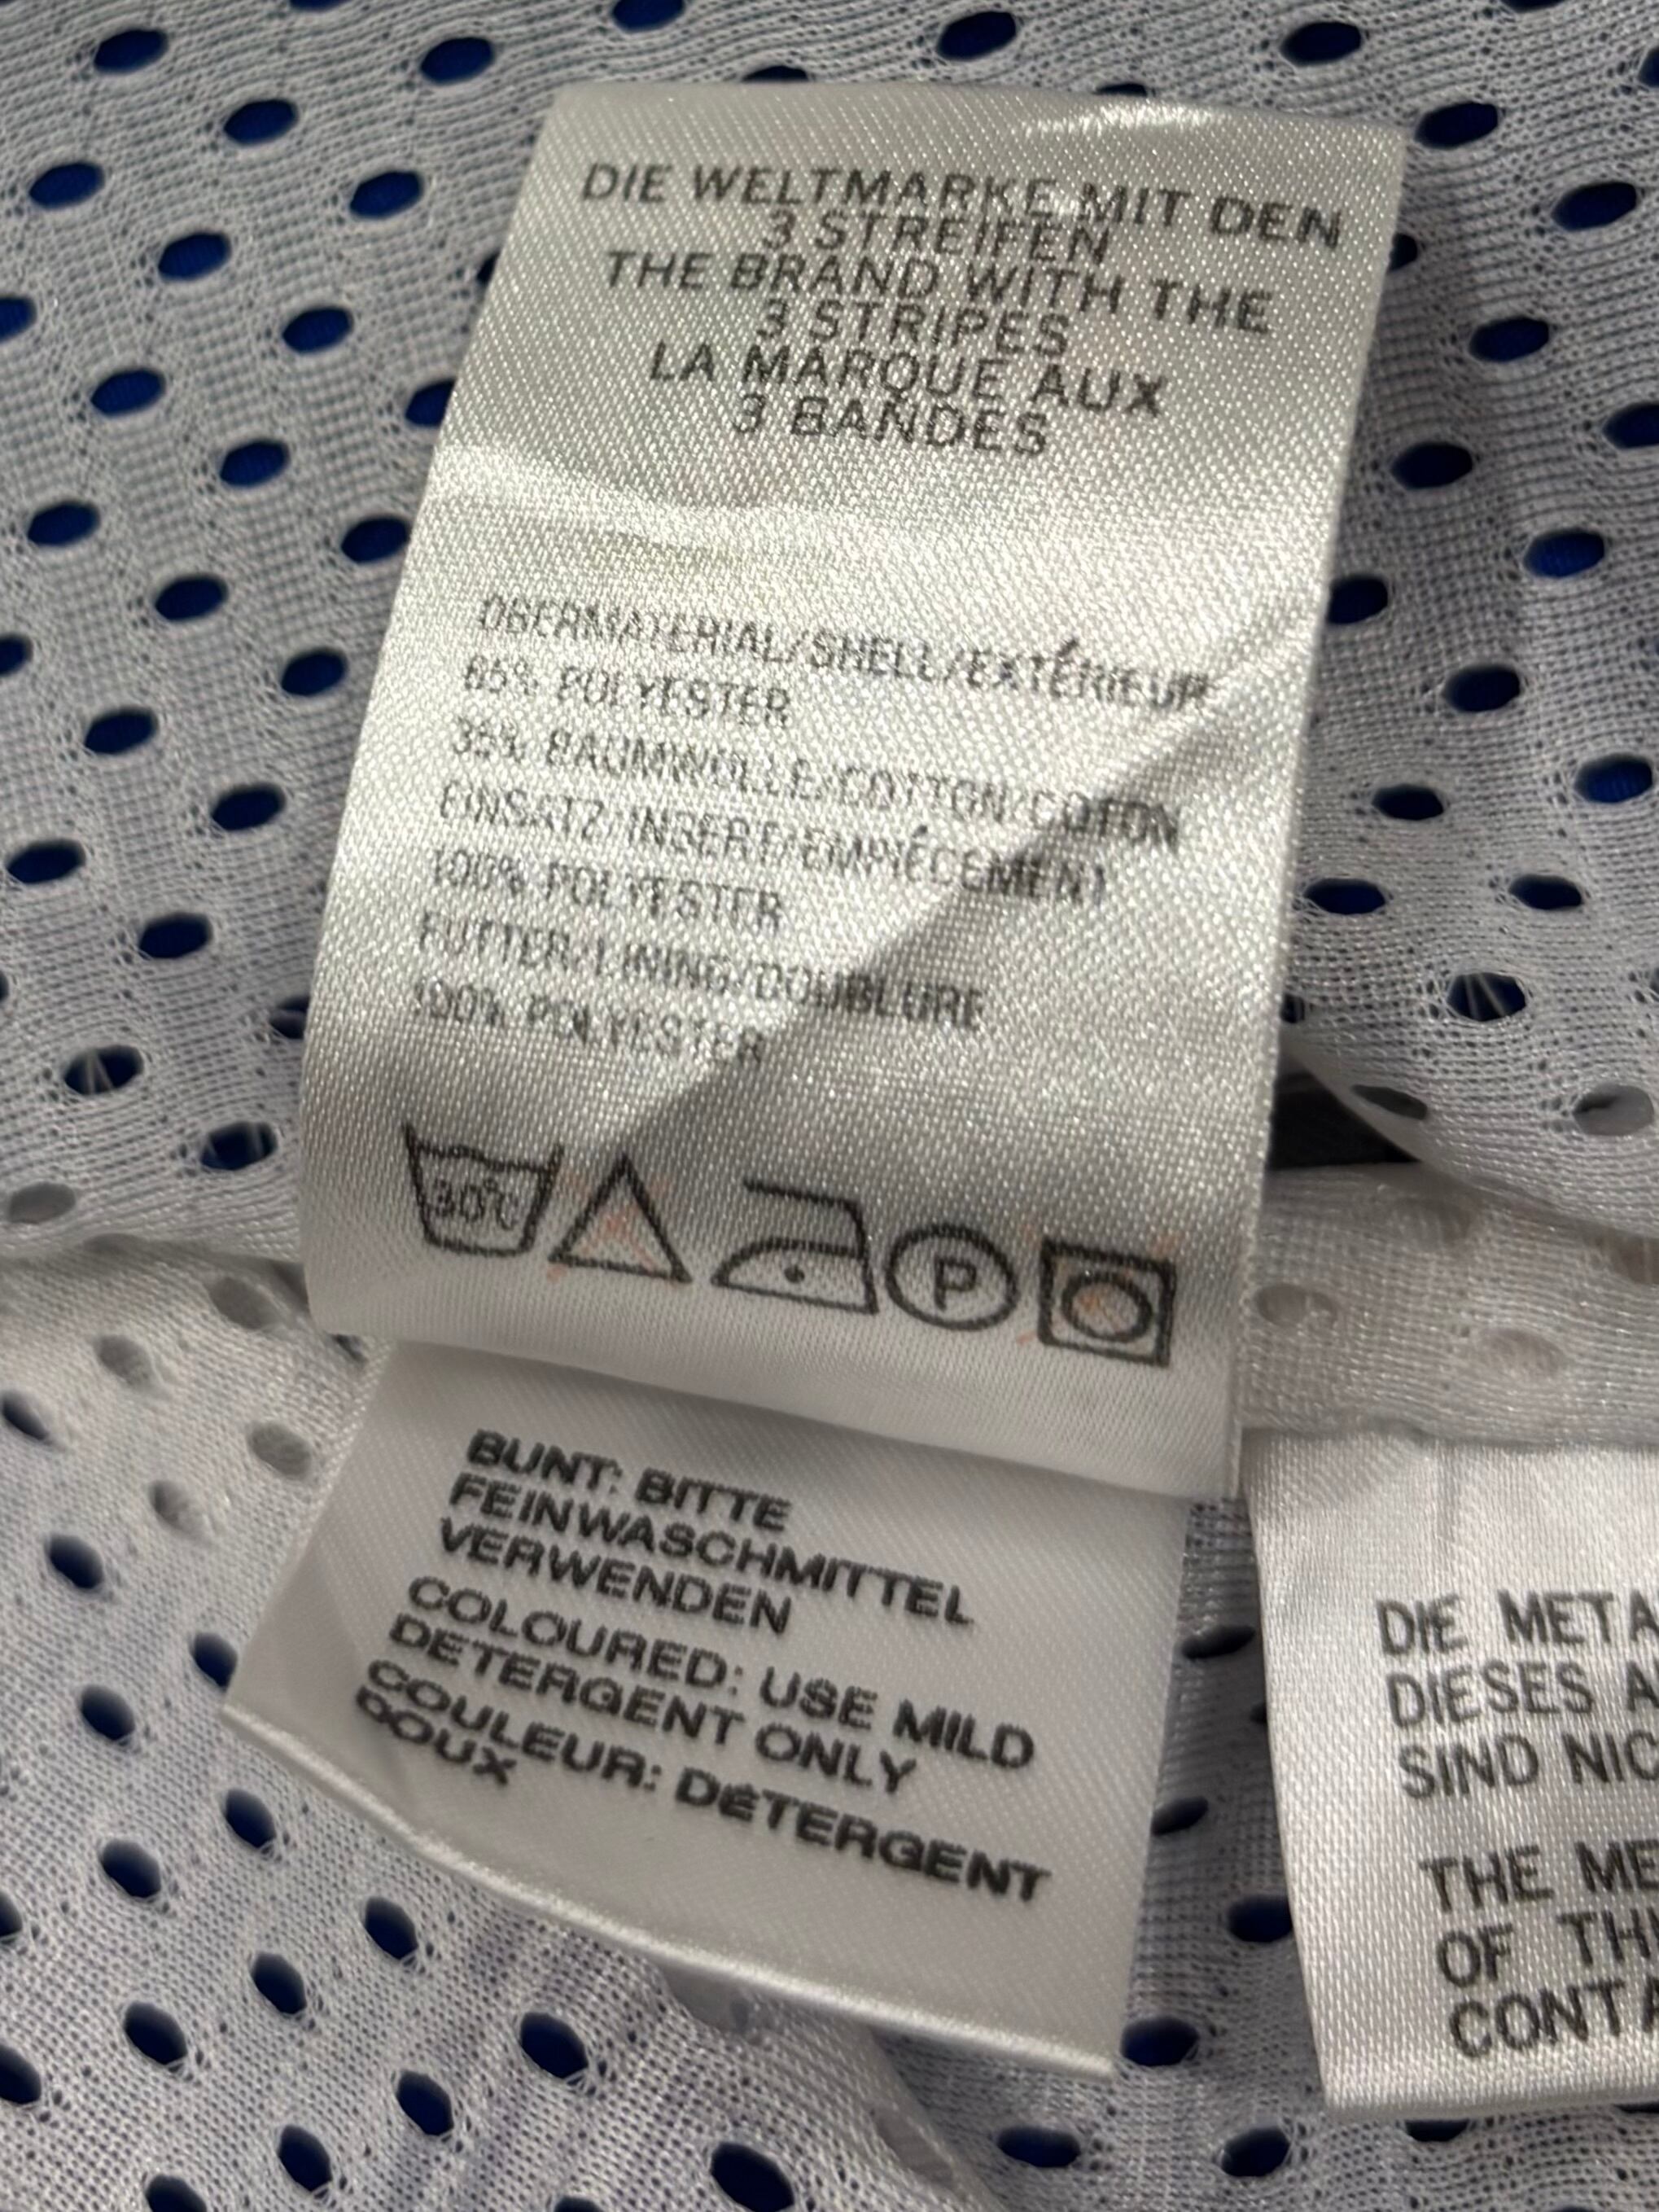 DIE WELTMARKE MIT DEN
3 STREIFEN
THE BRAND WITH THE
3 STRIPES
LA MARQUE AUX
3 BANDES
OBERMATERIAL/SHELL/EXTÉRIEUR
65% POLYESTER
35% BAUMWOLLE/COTTON/COTON
EINSATZ/INSERT/EMPIÉCEMENT
100% POLYESTER
FUTTER/LINING/DOUBLURE
100% POLYESTER
30°C
P
BUNT: BITTE
FEINWASCHMITTEL
VERWENDEN
COLOURED: USE MILD
DETERGENT ONLY
COULEUR: DÉTERGENT
DOUX
DIE META
DIESES A
SIND NIC
THE ME
OF THI
CONTA